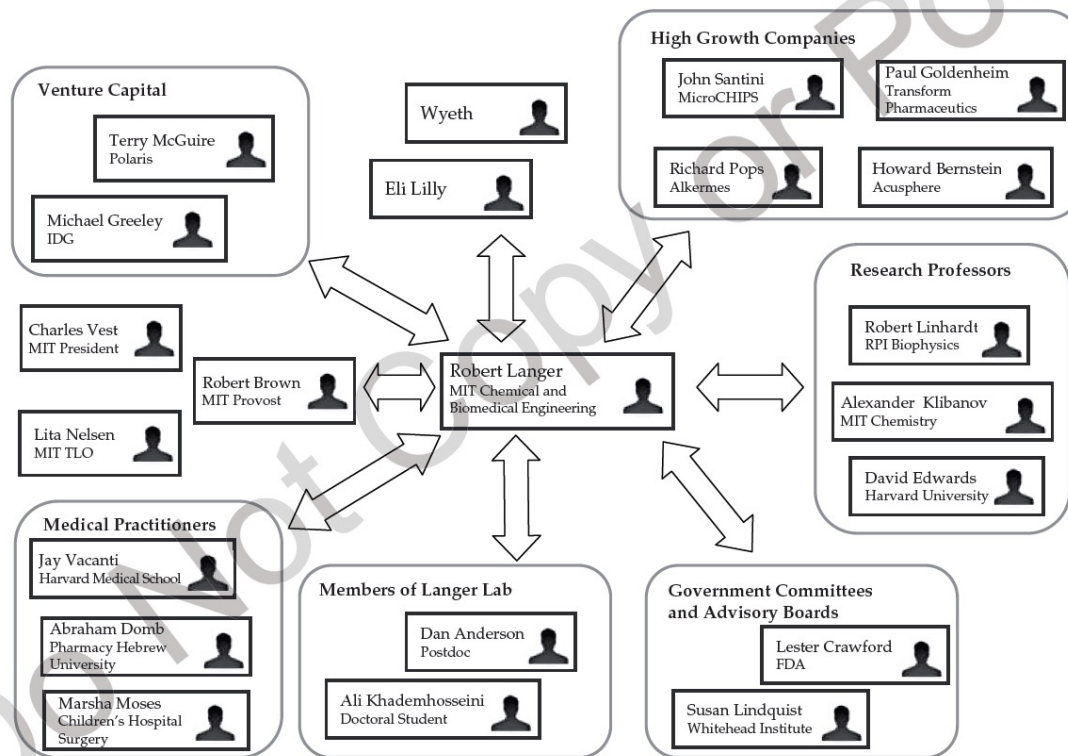 High Growth Companies
John Santini
MicroCHIPS
Paul Goldenheim
Transform
Pharmaceutics
Richard Pops
Alkermes
Howard Bernstein
Acusphere
Venture Capital
Terry McGuire
Polaris
Michael Greeley
IDG
Wyeth
Eli Lilly
Research Professors
Robert Linhardt
RPI Biophysics
Alexander Klibanov
MIT Chemistry
David Edwards
Harvard University
Charles Vest
MIT President
Robert Brown
MIT Provost
Lita Nelsen
MIT TLO
Robert Langer
MIT Chemical and
Biomedical Engineering
Medical Practitioners
Jay Vacanti
Harvard Medical School
Abraham Domb
Pharmacy Hebrew
University
Marsha Moses
Children's Hospital
Surgery
Members of Langer Lab
Dan Anderson
Postdoc
Ali Khademhosseini
Doctoral Student
Government Committees
and Advisory Boards
Lester Crawford
FDA
Susan Lindquist
Whitehead Institute
Do Not Copy or Po